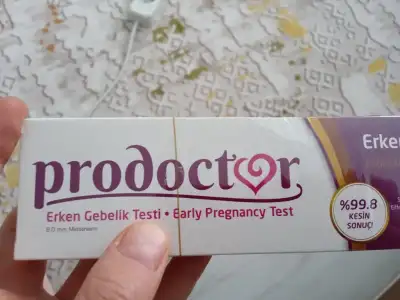 prodoctor
Erken Gebelik Testi • Early Pregnancy Test
Erken
%99.8
KESİN
SONUÇ!